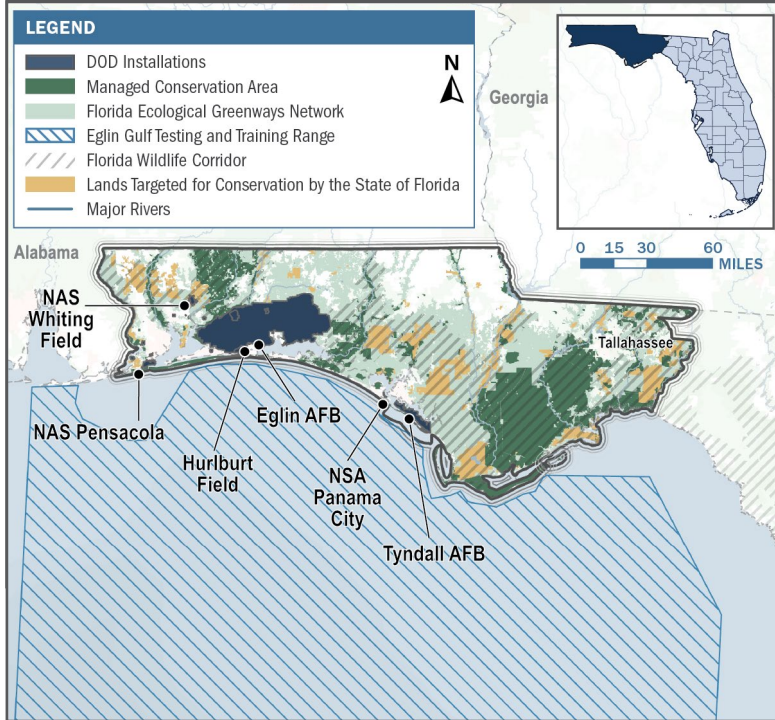 LEGEND
DOD Installations
Managed Conservation Area
Florida Ecological Greenways Network
Eglin Gulf Testing and Training Range
Florida Wildlife Corridor
Lands Targeted for Conservation by the State of Florida
Major Rivers
N
Georgia
Alabama
0 15 30 60
MILES
NAS
Whiting
Field
Tallahassee
NAS Pensacola
Hurlburt
Field
Eglin AFB
NSA
Panama
City
Tyndall AFB